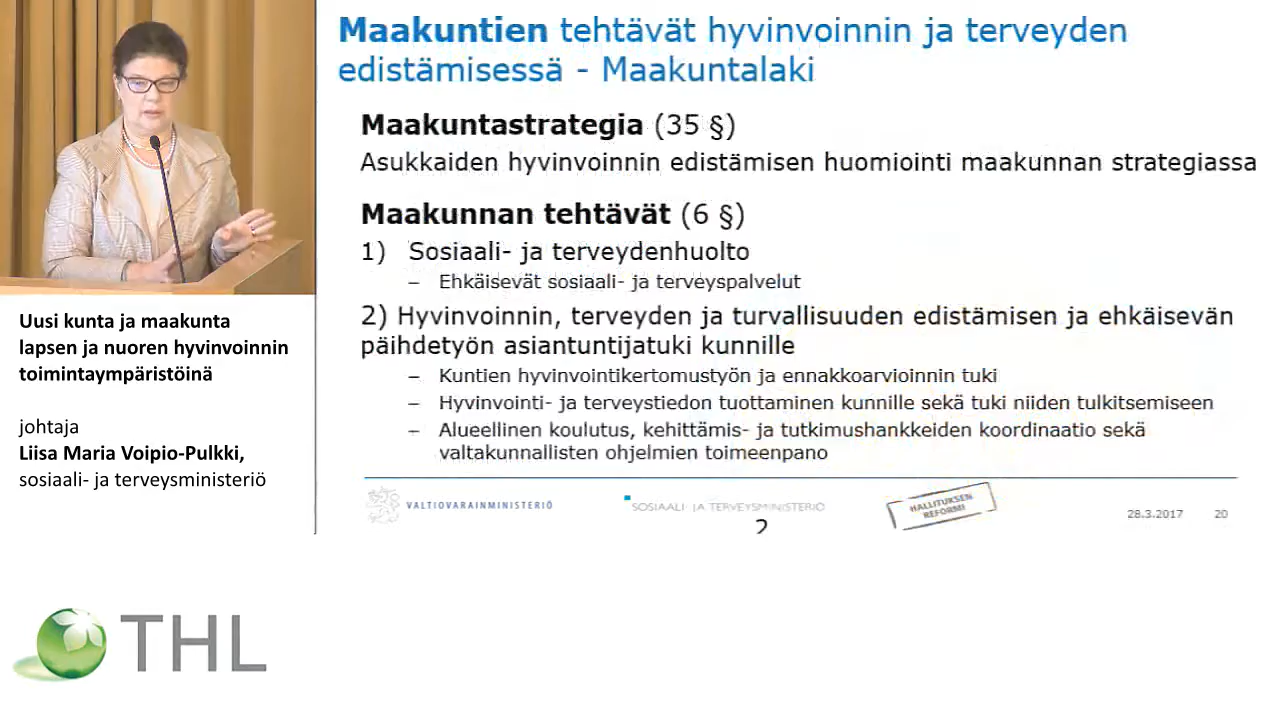 Maakuntien tehtävät hyvinvoinnin ja terveyden
edistämisessä - Maakuntalaki
Maakuntastrategia (35 §)
Asukkaiden hyvinvoinnin edistämisen huomiointi maakunnan strategiassa
Maakunnan tehtävät (6 §)
1) Sosiaali- ja terveydenhuolto
– Ehkäisevät sosiaali- ja terveyspalvelut
2) Hyvinvoinnin, terveyden ja turvallisuuden edistämisen ja ehkäisevän
päihdetyön asiantuntijatuki kunnille
– Kuntien hyvinvointikertomustyön ja ennakkoarvioinnin tuki
– Hyvinvointi- ja terveystiedon tuottaminen kunnille sekä tuki niiden tulkitsemiseen
– Alueellinen koulutus, kehittämis- ja tutkimushankkeiden koordinaatio sekä
valtakunnallisten ohjelmien toimeenpano
VALTIOVARAINMINISTERIÖ
SOSIAALI- JA TERVEYSMINISTERIÖ
HALLITUKSEN
REFORMI
28.3.2017
20
2
Uusi kunta ja maakunta
lapsen ja nuoren hyvinvoinnin
toimintaympäristöinä
johtaja
Liisa Maria Voipio-Pulkki,
sosiaali- ja terveysministeriö
THL